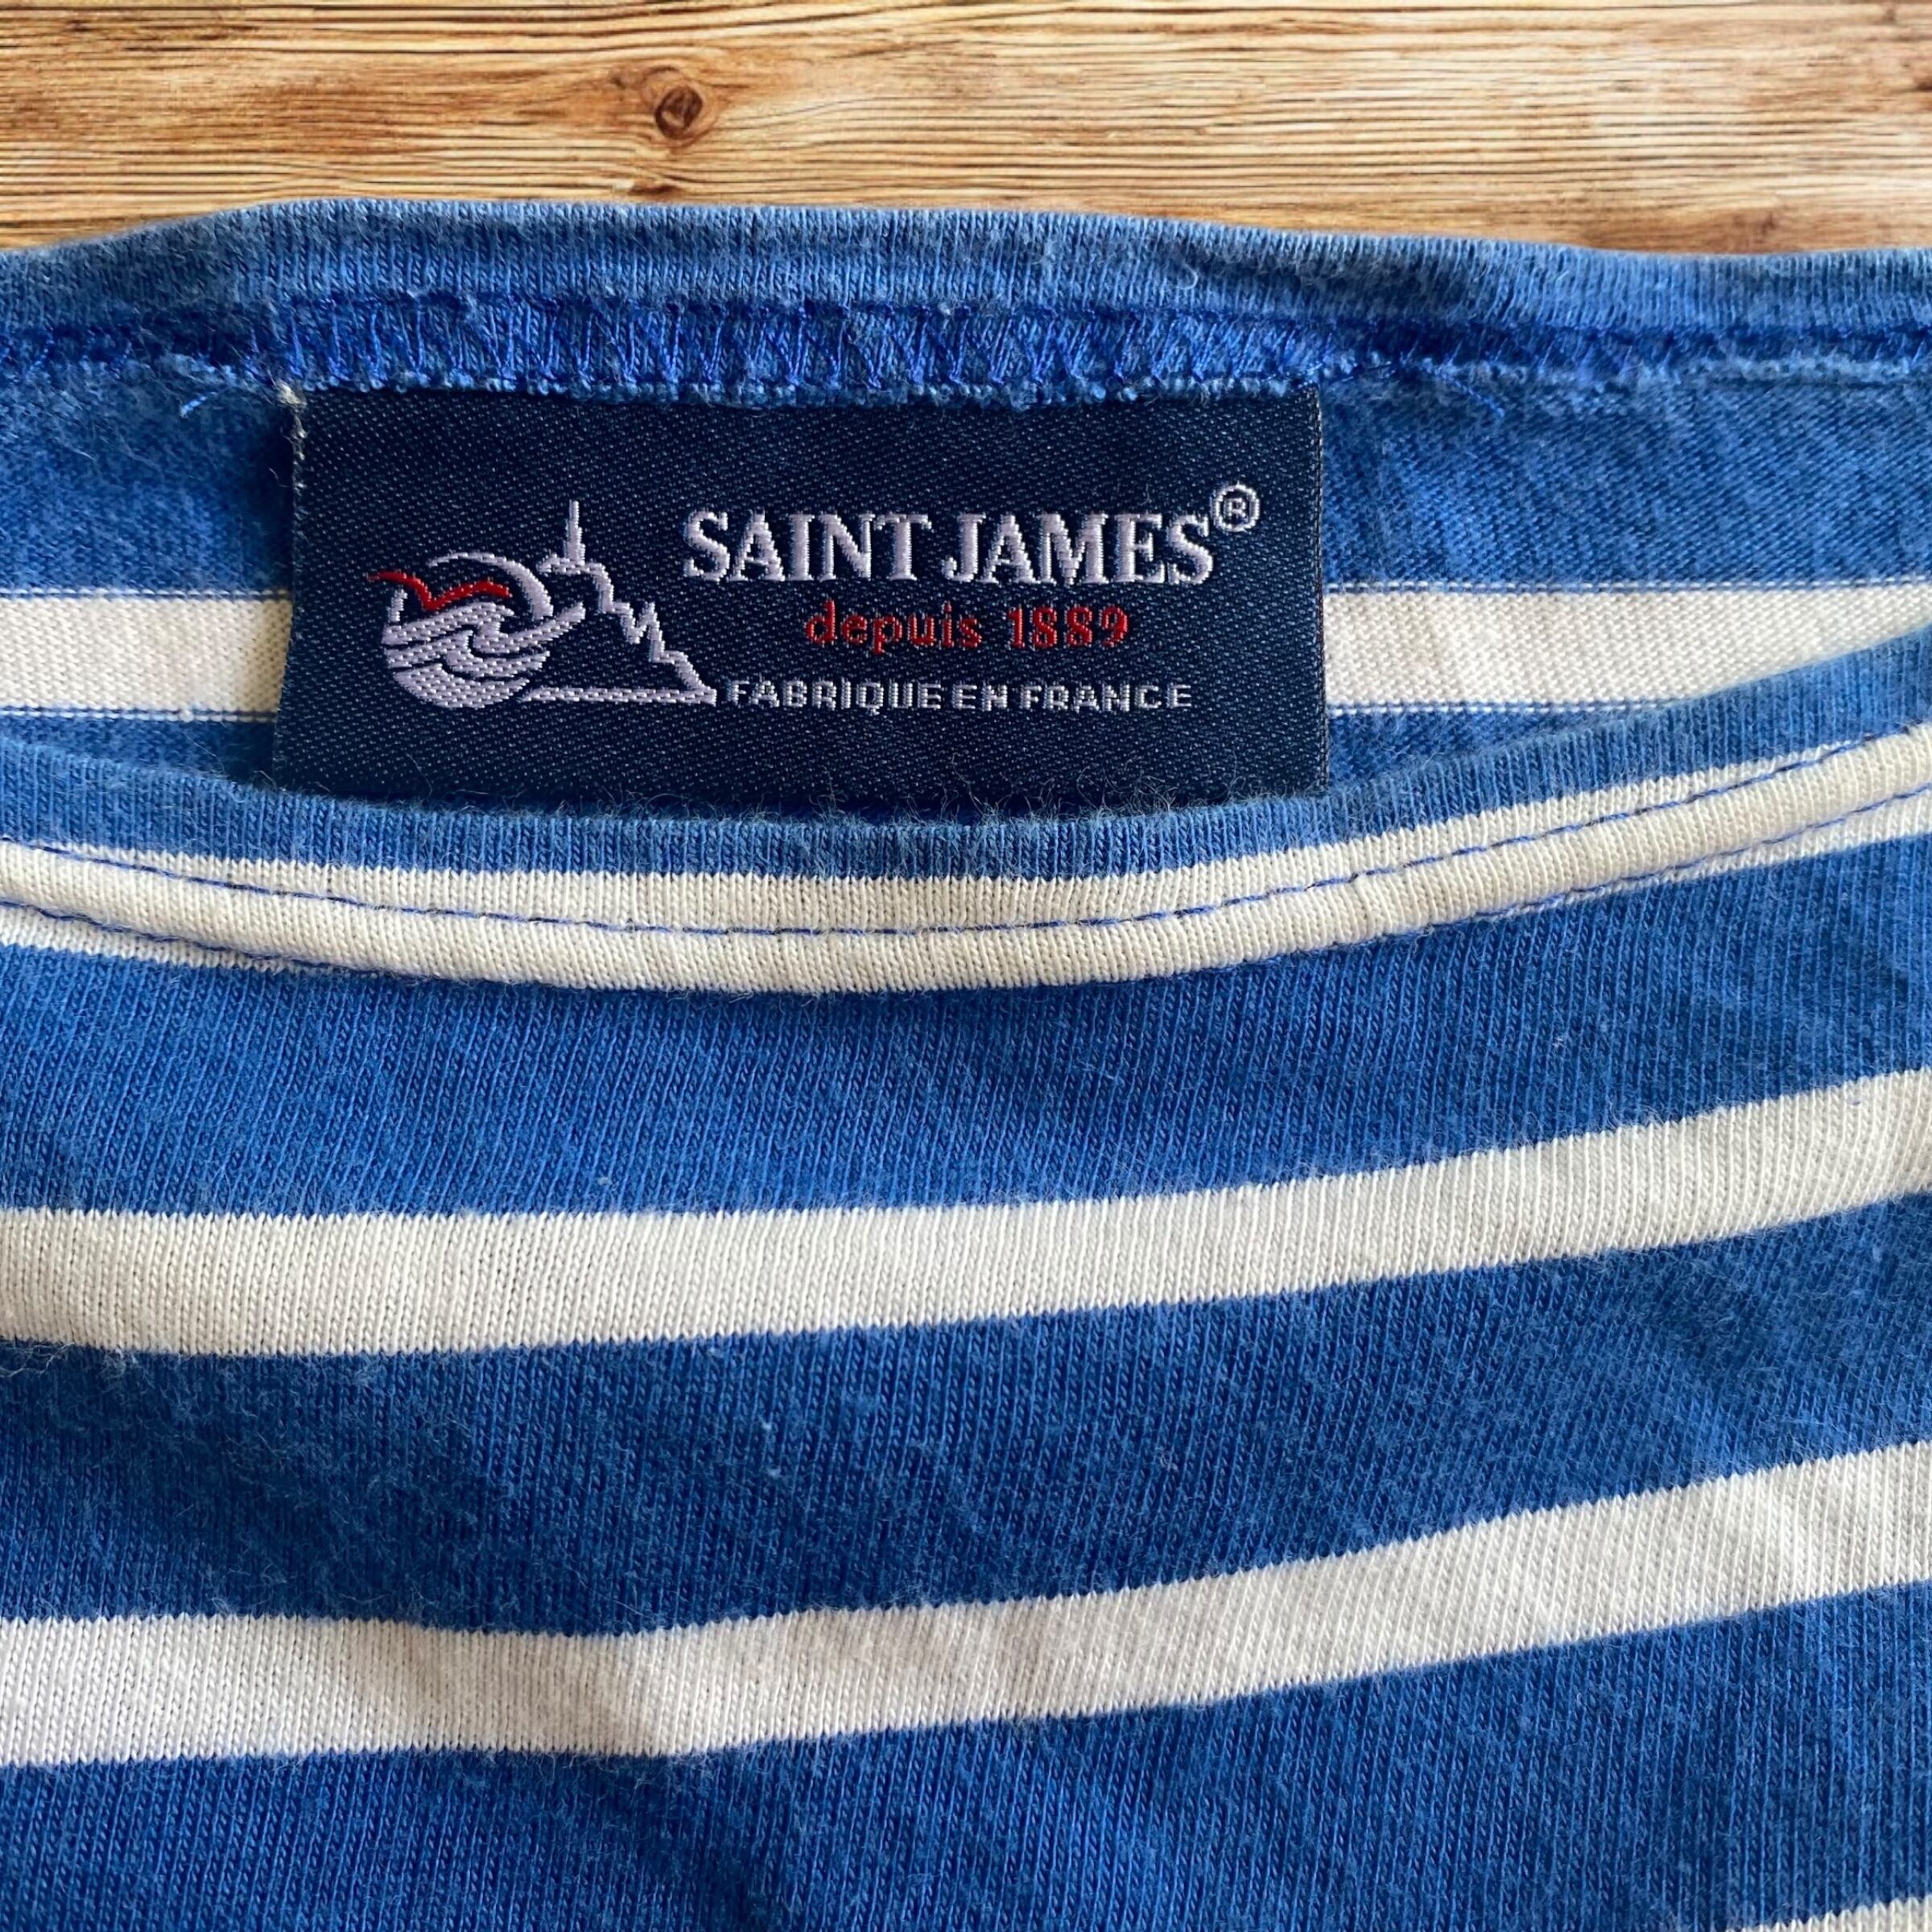 SAINT JAMES®
depuis 1889
FABRIQUE EN FRANCE